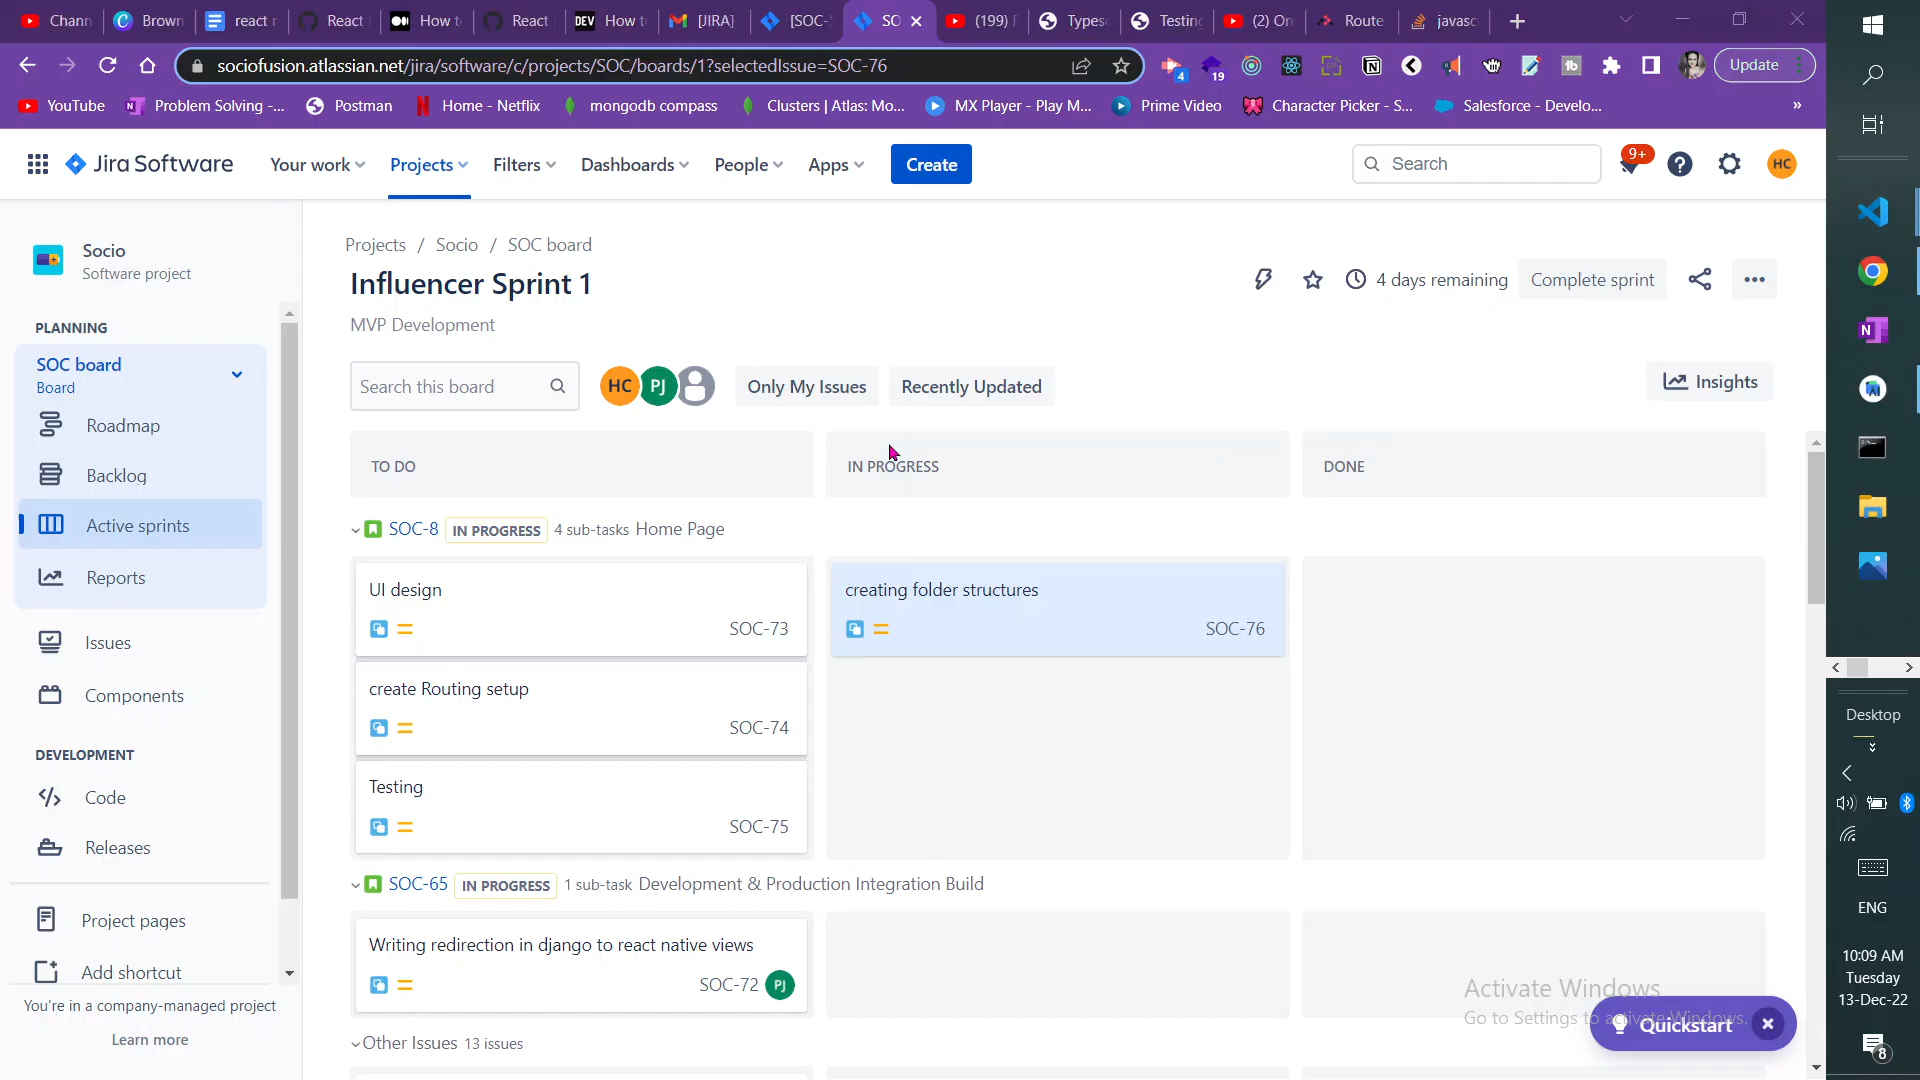 Chann
Brown
react n
React
How t
React
How t
[JIRA]
[SOC-
SO
(199) F
Typesc
Testing
(2) On
Route
javasc
sociofusion.atlassian.net/jira/software/c/projects/SOC/boards/1?selectedIssue=SOC-76
4
19
Update
YouTube
Problem Solving -...
Postman
Home - Netflix
mongodb compass
Clusters | Atlas: Mo...
MX Player - Play M...
Prime Video
Character Picker - S...
Salesforce - Develo...
»
Jira Software
Your work
Projects
Filters
Dashboards
People
Apps
Create
Search
9+
HC
Socio
Software project
PLANNING
SOC board
Board
Roadmap
Backlog
Active sprints
Reports
Issues
Components
DEVELOPMENT
Code
Releases
Project pages
Add shortcut
You're in a company-managed project
Learn more
Projects / Socio / SOC board
Influencer Sprint 1
4 days remaining
Complete sprint
MVP Development
Search this board
HC
PJ
Only My Issues
Recently Updated
Insights
TO DO
IN PROGRESS
DONE
SOC-8 IN PROGRESS 4 sub-tasks Home Page
UI design
SOC-73
creating folder structures
SOC-76
create Routing setup
SOC-74
Testing
SOC-75
SOC-65 IN PROGRESS 1 sub-task Development & Production Integration Build
Writing redirection in django to react native views
SOC-72 PJ
Other Issues 13 issues
Activate Windows
Go to Settings to activate Windows.
Quickstart
Desktop
ENG
10:09 AM
Tuesday
13-Dec-22
8